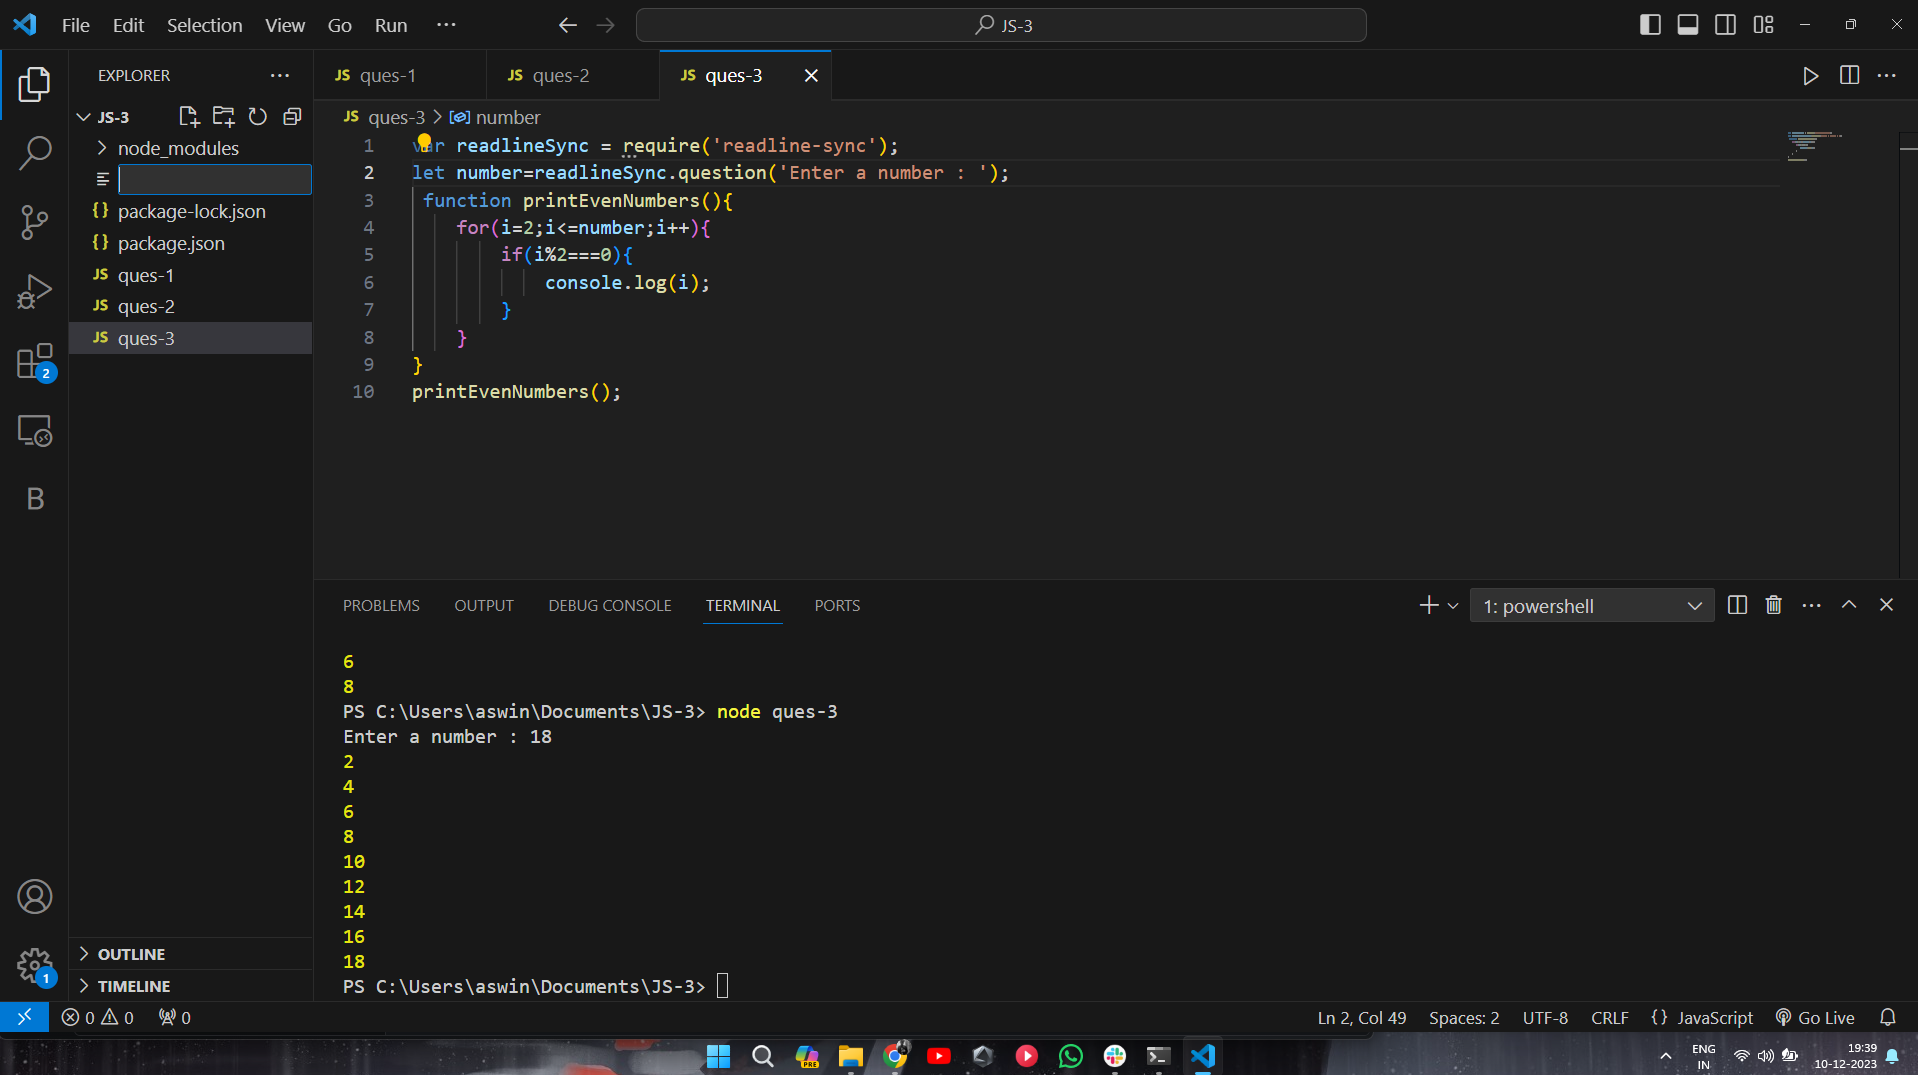 File Edit Selection View Go Run ···
JS-3
EXPLORER ···
JS-3
node_modules
{} package-lock.json
{} package.json
JS ques-1
JS ques-2
JS ques-3
OUTLINE
TIMELINE
B
2
1
JS ques-1 JS ques-2 JS ques-3
JS ques-3 > number
1 var readlineSync = require('readline-sync');
2 let number=readlineSync.question('Enter a number : ');
3 function printEvenNumbers(){
4 for(i=2;i<=number;i++){
5 if(i%2===0){
6 console.log(i);
7 }
8 }
9 }
10 printEvenNumbers();
PROBLEMS OUTPUT DEBUG CONSOLE TERMINAL PORTS
1: powershell
6
8
PS C:\Users\aswin\Documents\JS-3> node ques-3
Enter a number : 18
2
4
6
8
10
12
14
16
18
PS C:\Users\aswin\Documents\JS-3>
0 0 0
Ln 2, Col 49 Spaces: 2 UTF-8 CRLF {} JavaScript Go Live
PRE
ENG
IN
19:39
10-12-2023